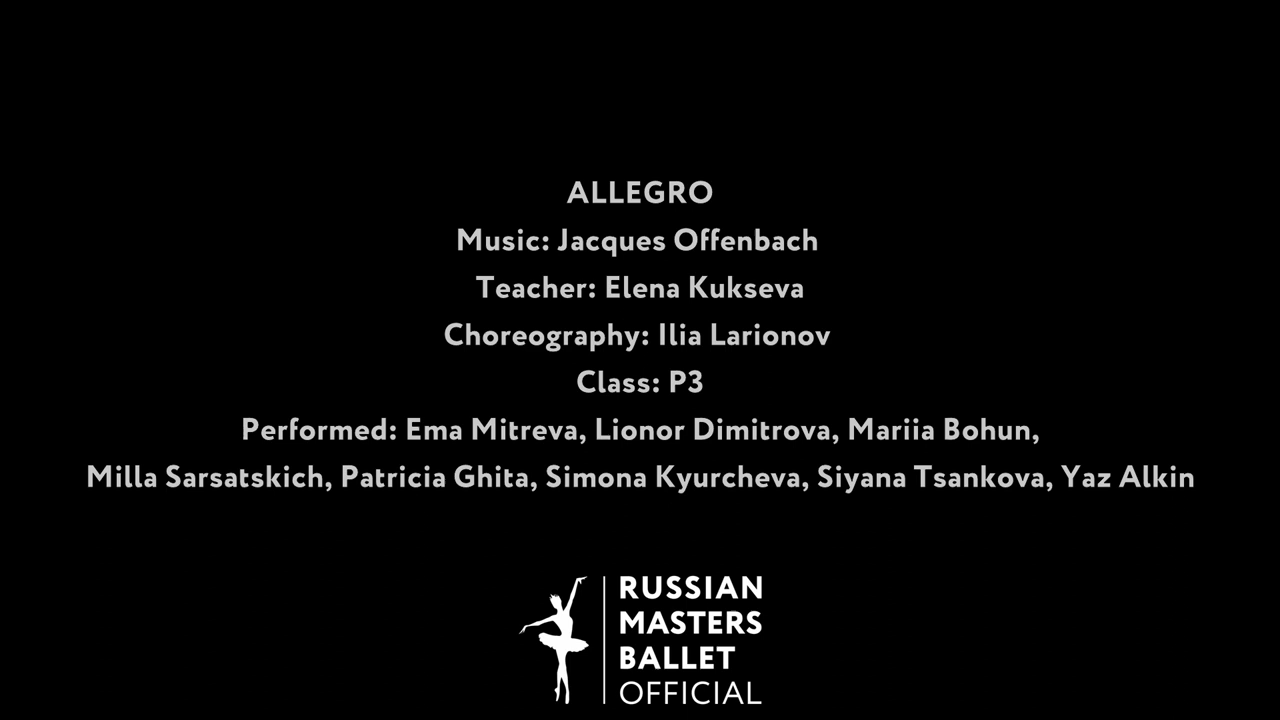 ALLEGRO
Music: Jacques Offenbach
Teacher: Elena Kukseva
Choreography: Ilia Larionov
Class: P3
Performed: Ema Mitreva, Lionor Dimitrova, Mariia Bohun,
Milla Sarsatskich, Patricia Ghita, Simona Kyurcheva, Siyana Tsankova, Yaz Alkin
RUSSIAN
MASTERS
BALLET
OFFICIAL